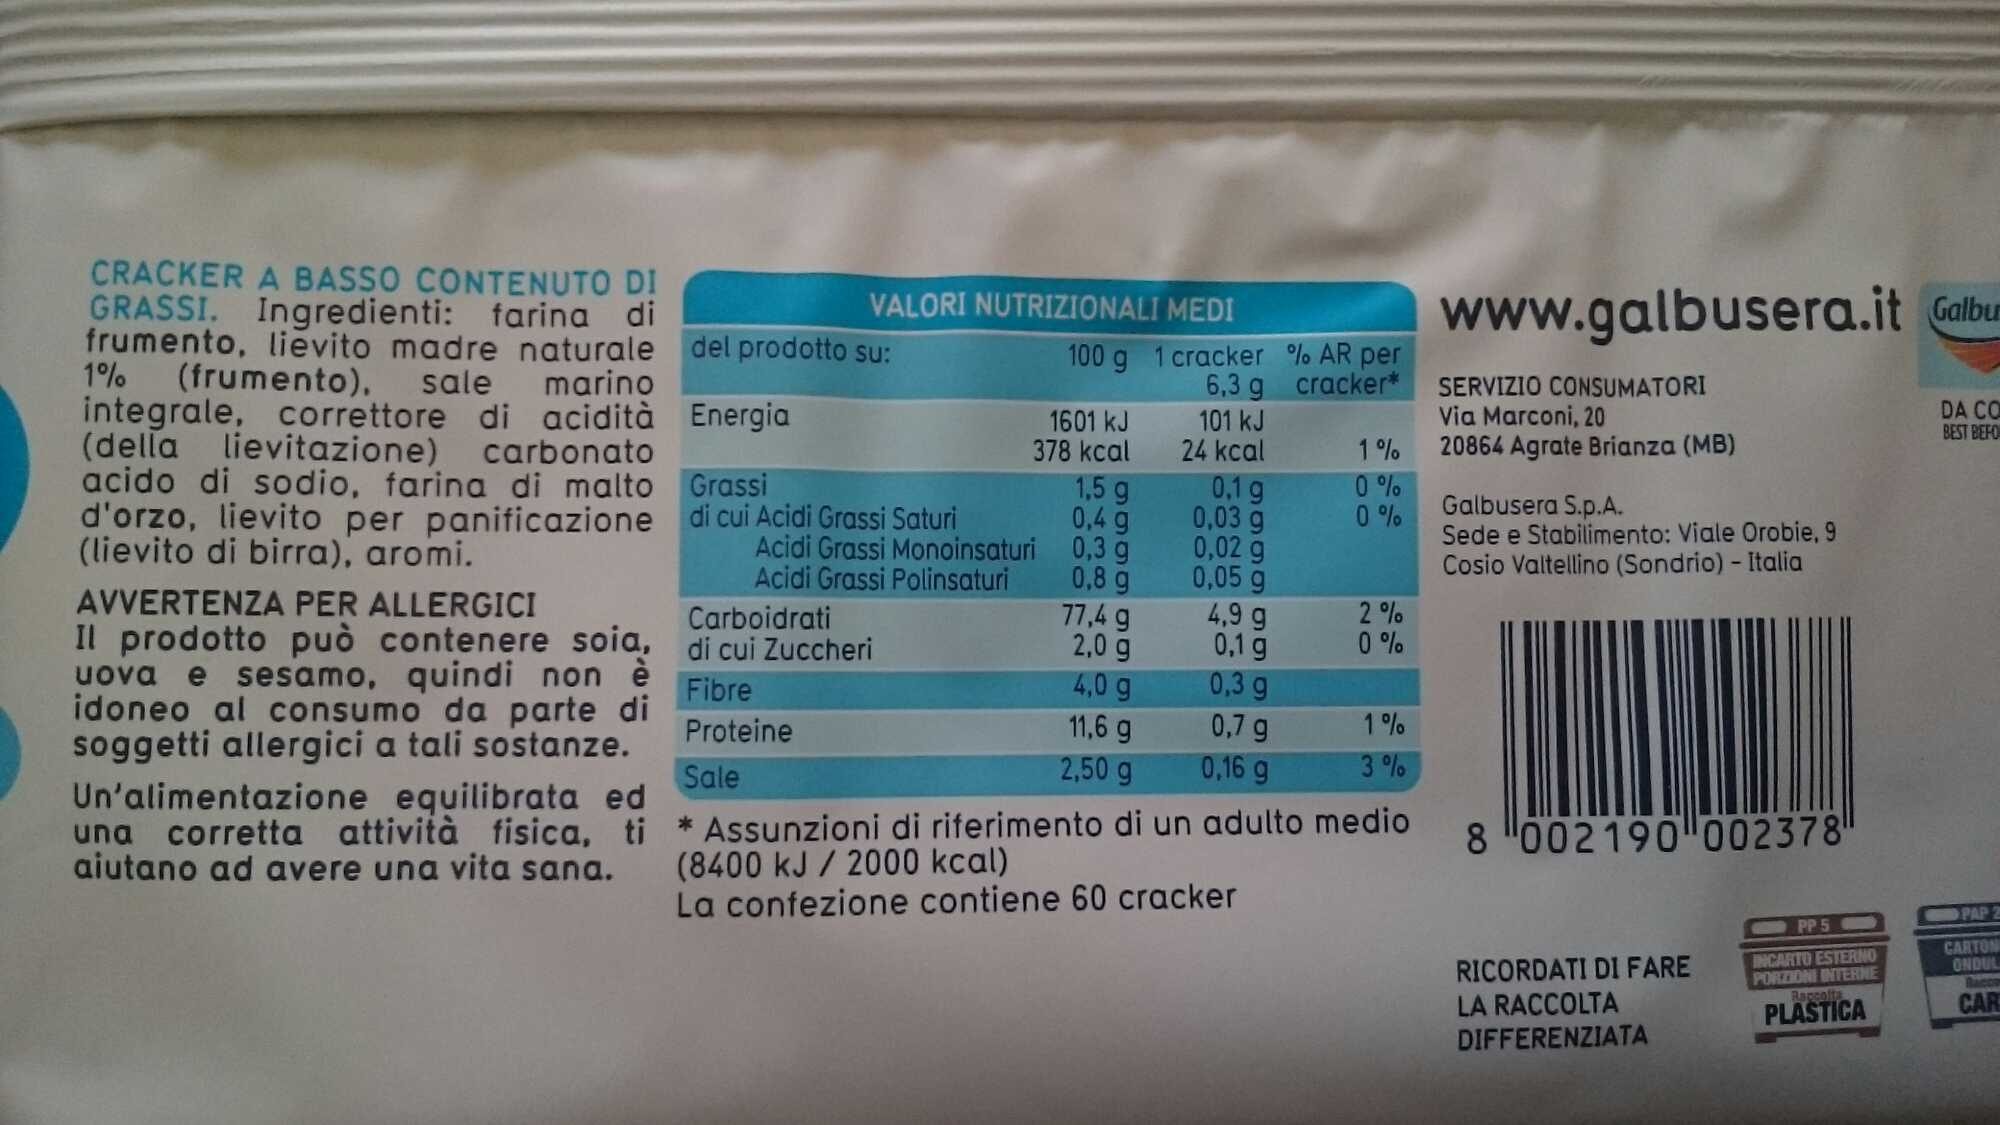 CRACKER A BASSO CONTENUTO DI
GRASSI. Ingredienti: farina di
frumento, lievito madre naturale
1% (frumento), sale marino
integrale, correttore di acidità
(della lievitazione) carbonato
acido di sodio, farina di malto
d'orzo, lievito per panificazione
(lievito di birra), aromi.
AVVERTENZA PER ALLERGICI
Il prodotto può contenere soia,
uova e sesamo, quindi non è
idoneo al consumo da parte di
soggetti allergici a tali sostanze.
Un'alimentazione equilibrata ed
una corretta attività fisica, ti
aiutano ad avere una vita sana.
VALORI NUTRIZIONALI MEDI
del prodotto su: 100 g 1 cracker % AR per
6,3 g cracker*
Energia 1601 kJ 101 kJ
378 kcal 24 kcal 1 %
Grassi 1,5 g 0,1 g 0 %
di cui Acidi Grassi Saturi 0,4 g 0,03 g 0 %
Acidi Grassi Monoinsaturi 0,3 g 0,02 g
Acidi Grassi Polinsaturi 0,8 g 0,05 g
Carboidrati 77,4 g 4,9 g 2 %
di cui Zuccheri 2,0 g 0,1 g 0 %
Fibre 4,0 g 0,3 g
Proteine 11,6 g 0,7 g 1 %
Sale 2,50 g 0,16 g 3 %
* Assunzioni di riferimento di un adulto medio
(8400 kJ / 2000 kcal)
La confezione contiene 60 cracker
www.galbusera.it
SERVIZIO CONSUMATORI
Via Marconi, 20
20864 Agrate Brianza (MB)
Galbusera S.p.A.
Sede e Stabilimento: Viale Orobie, 9
Cosio Valtellino (Sondrio) - Italia
8 002190 002378
RICORDATI DI FARE
LA RACCOLTA
DIFFERENZIATA
PP 5
INCARTO ESTERNO
PORZIONI INTERNE
Raccolta
PLASTICA
Galbu
DA CO
BEST BEFO
PAP 2
CARTON
ONDUL
CAR